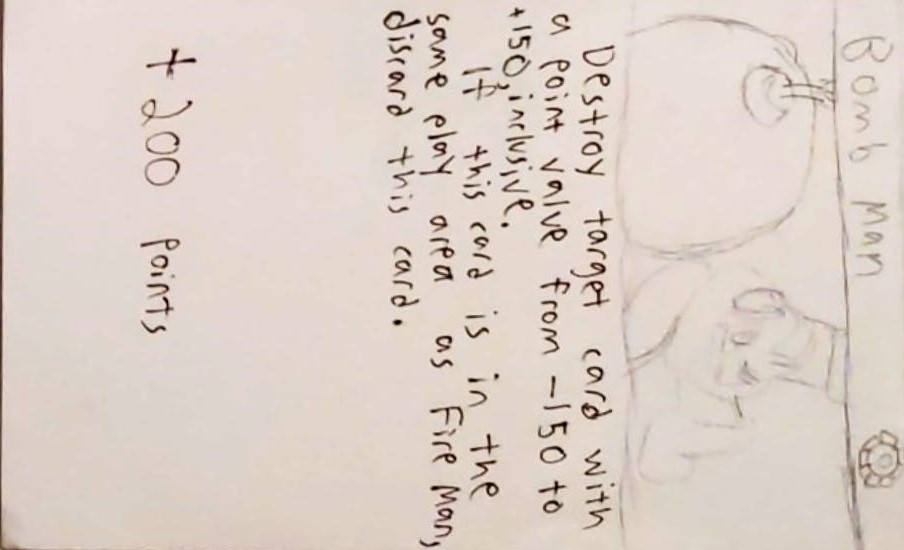 Bomb Man
Destroy target card with
a point value from -150 to
+150, inclusive.
If this card is in the
same play area as Fire Man,
discard this card.
+200 points